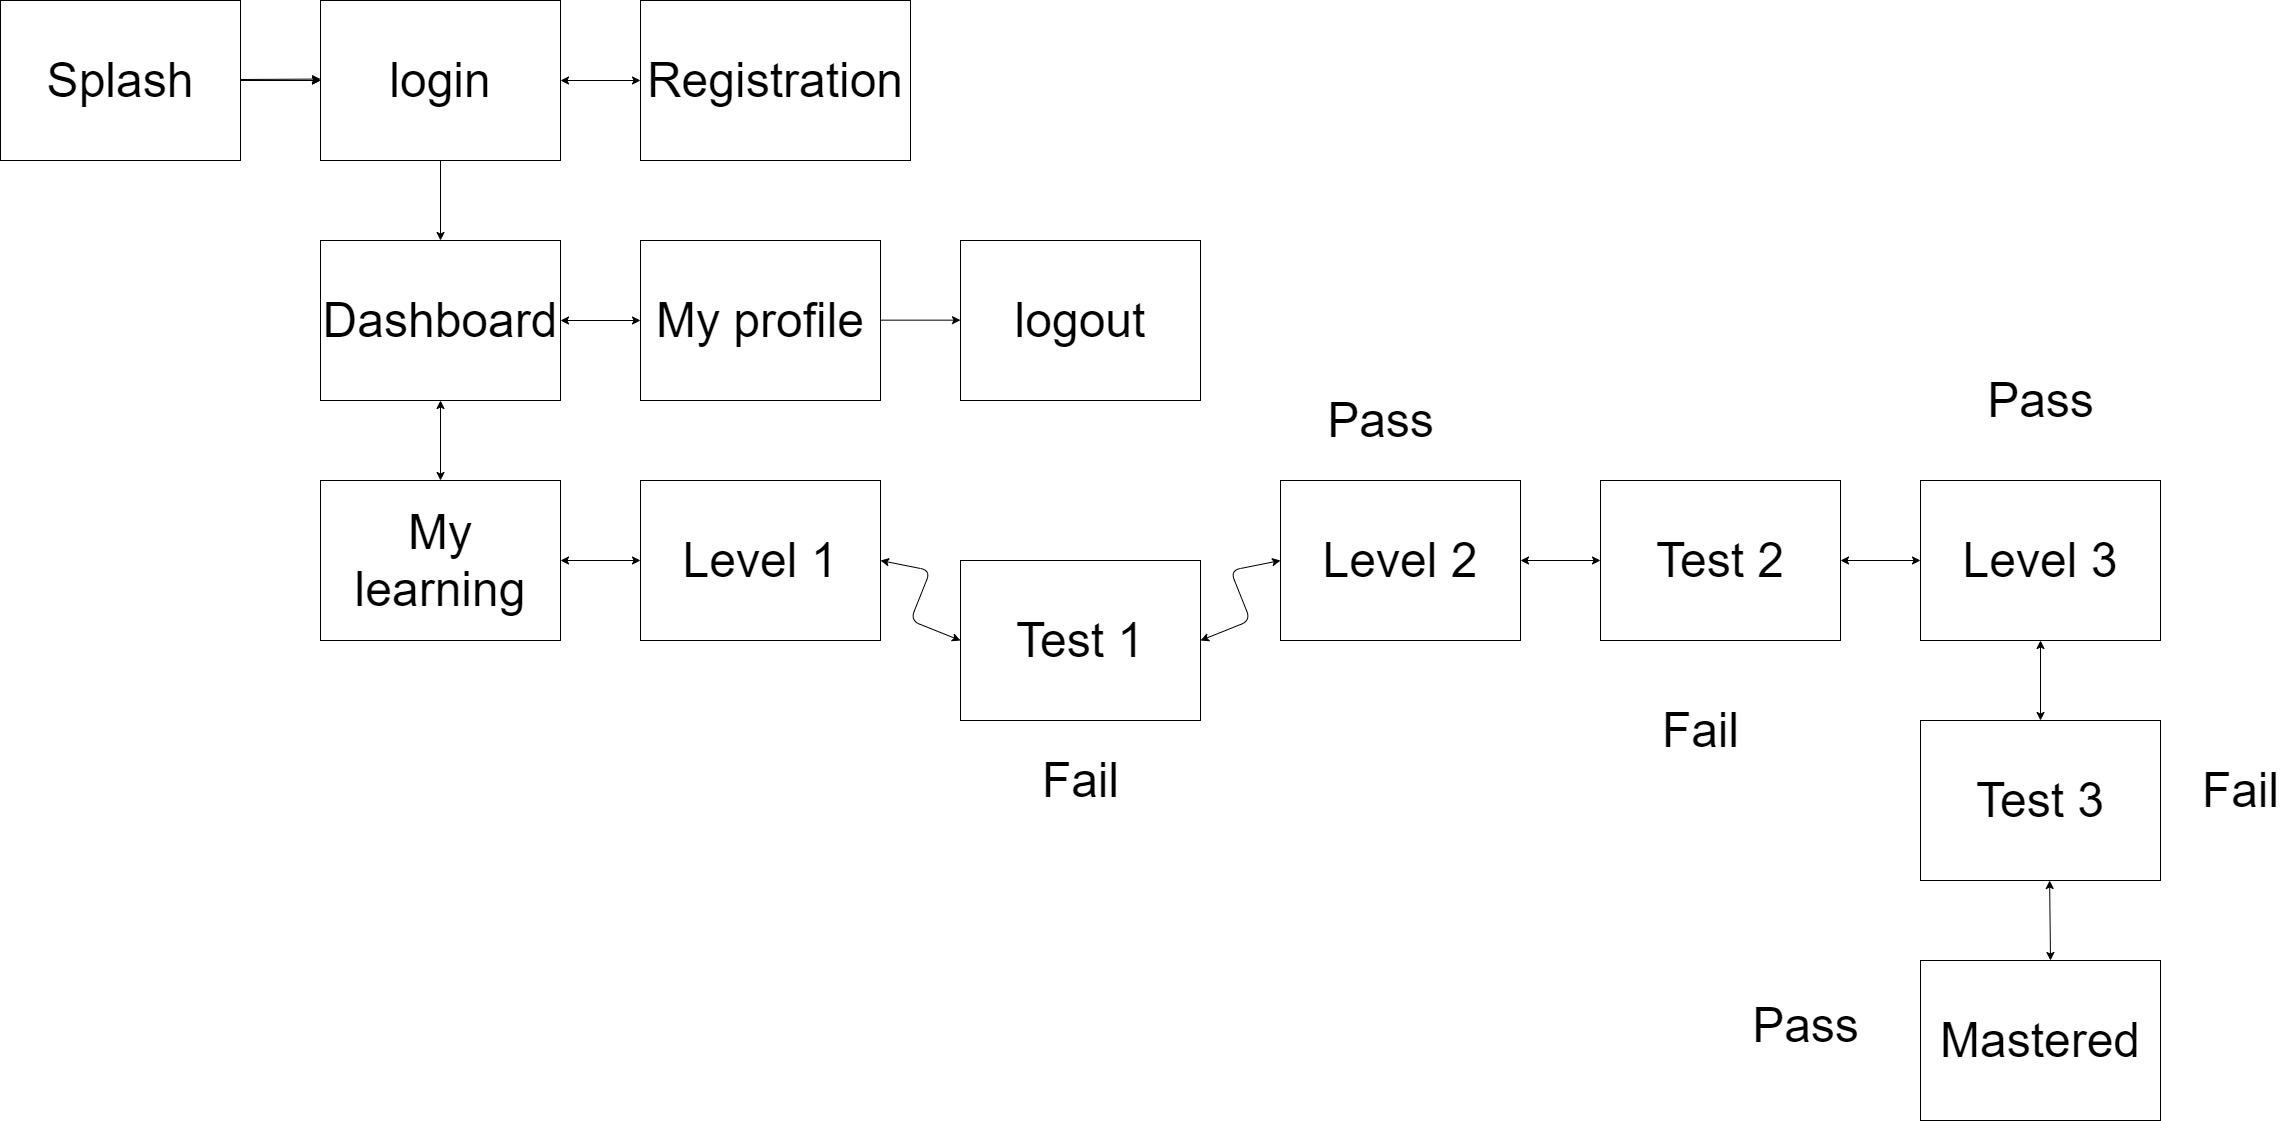 Splash
login
Registration
Dashboard
My profile
logout
Pass
Pass
My
learning
Level 1
Test 1
Level 2
Test 2
Level 3
Fail
Fail
Test 3
Fail
Pass
Mastered